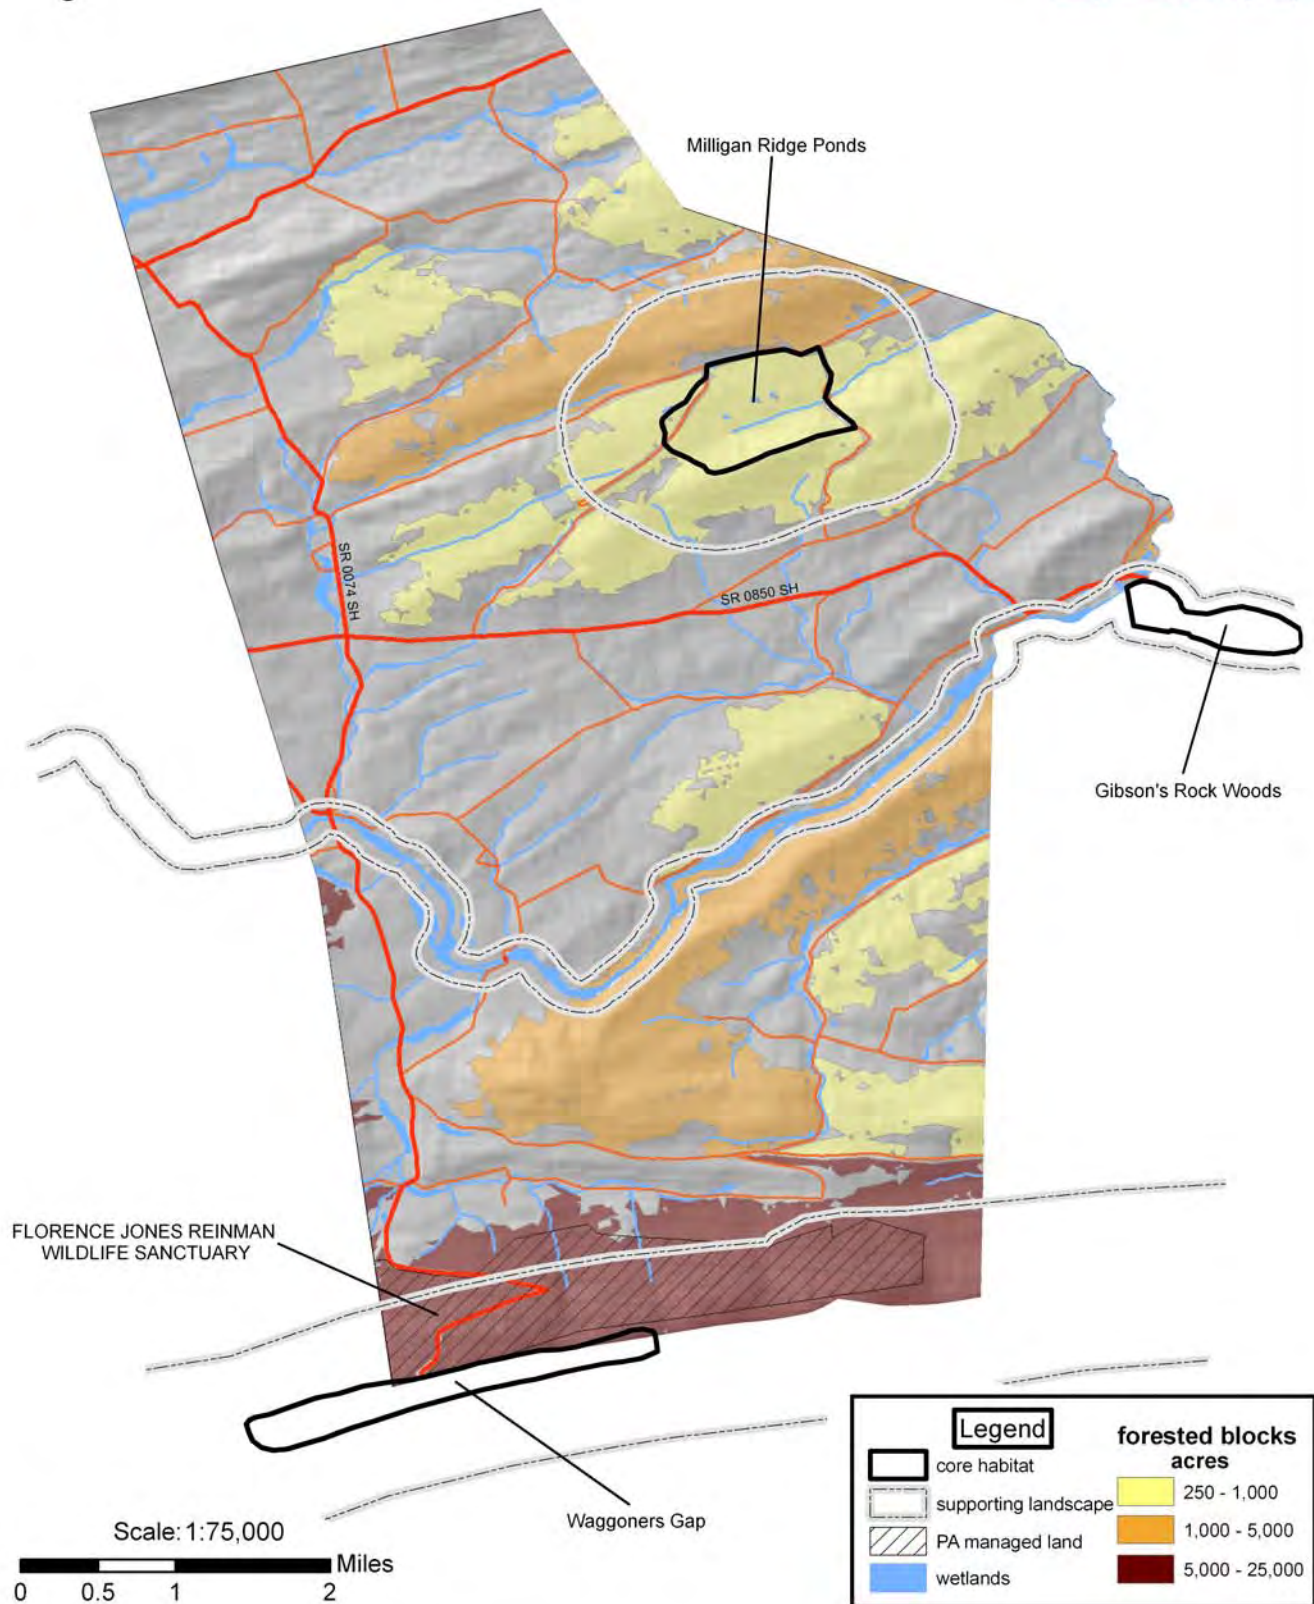 Milligan Ridge Ponds
SR 0074 SH
SR 0850 SH
Gibson's Rock Woods
FLORENCE JONES REINMAN
WILDLIFE SANCTUARY
Waggoners Gap
Scale: 1:75,000
Miles
0 0.5 1 2
Legend
core habitat
supporting landscape
PA managed land
wetlands
forested blocks
acres
250 - 1,000
1,000 - 5,000
5,000 - 25,000